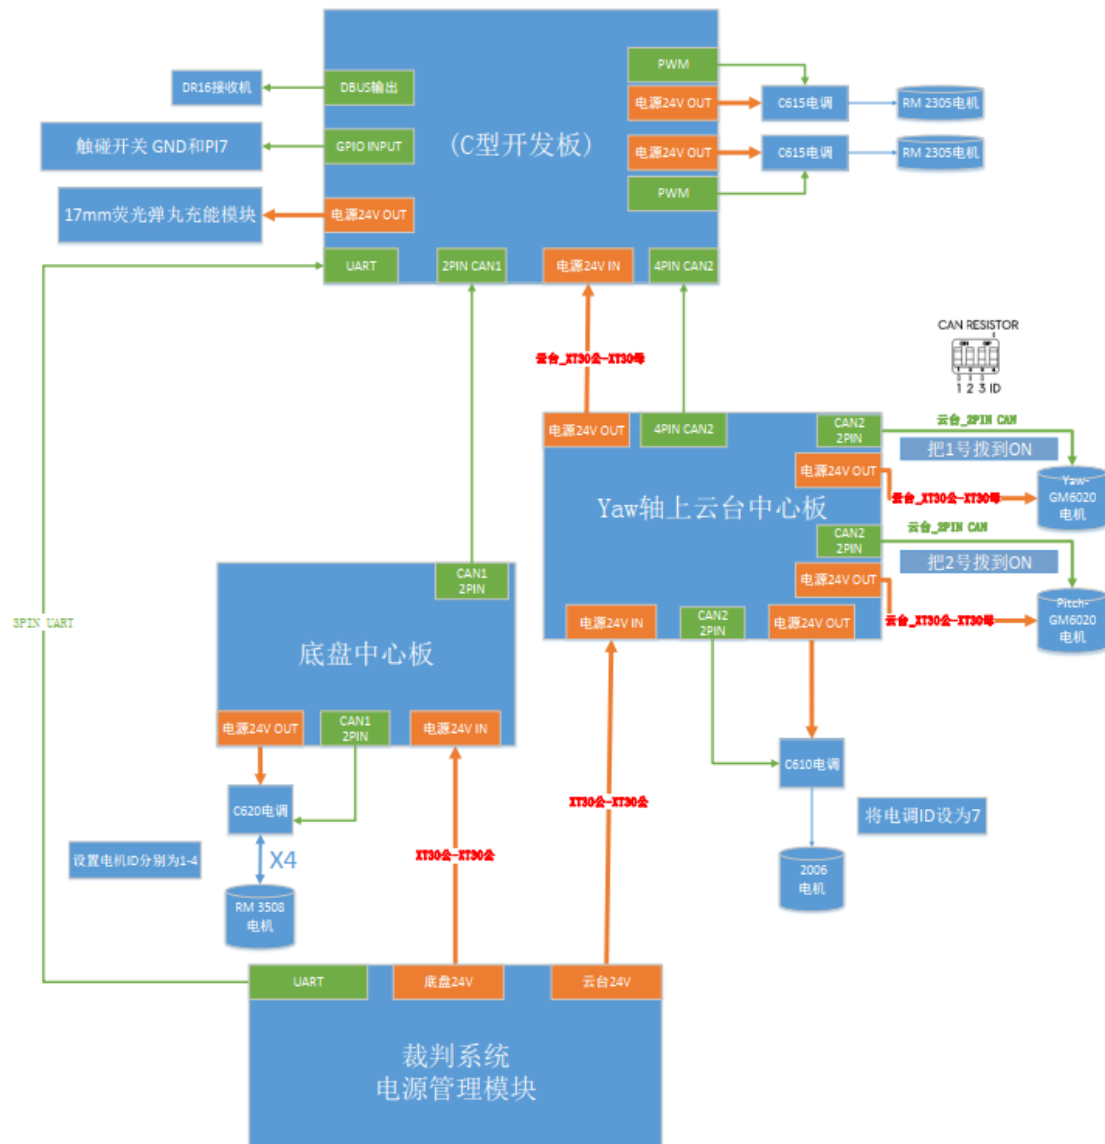 DR16接收机
DBUS输出
触碰开关 GND和PI7
GPIO INPUT
17mm荧光弹丸充能模块
电源24V OUT
(C型开发板)
PWM
电源24V OUT
C615电调
RM 2305电机
电源24V OUT
C615电调
RM 2305电机
PWM
UART
2PIN CAN1
电源24V IN
4PIN CAN2
云台_XT30公-XT30母
CAN RESISTOR
1 2 3 ID
电源24V OUT
4PIN CAN2
CAN2
2PIN
云台_2PIN CAN
把1号拨到ON
电源24V OUT
云台_XT30公-XT30母
Yaw-
GM6020
电机
Yaw轴上云台中心板
CAN2
2PIN
云台_2PIN CAN
把2号拨到ON
电源24V OUT
云台_XT30公-XT30母
Pitch-
GM6020
电机
电源24V IN
CAN2
2PIN
电源24V OUT
3PIN UART
CAN1
2PIN
底盘中心板
电源24V OUT
CAN1
2PIN
电源24V IN
C620电调
X4
设置电机ID分别为1-4
RM 3508
电机
XT30公-XT30公
XT30公-XT30公
C610电调
将电调ID设为7
2006
电机
UART
底盘24V
云台24V
裁判系统
电源管理模块